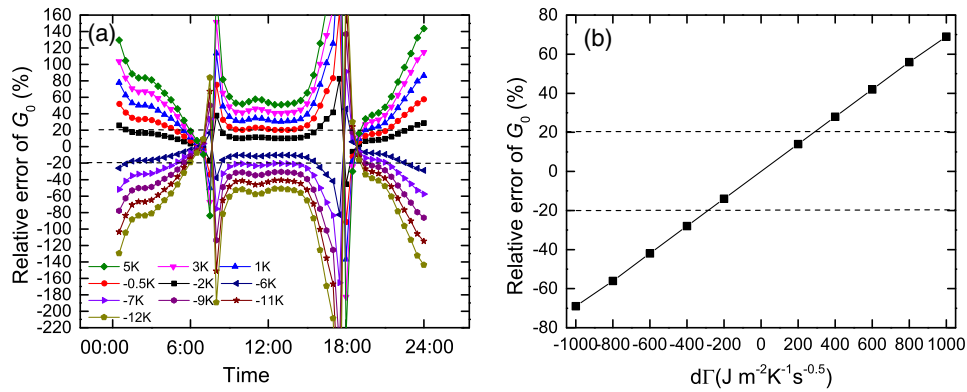 (a)
Relative error of G0 (%)
160
140
120
100
80
60
40
20
0
-20
-40
-60
-80
-100
-120
-140
-160
-180
-200
-220
5K 3K 1K
-0.5K -2K -6K
-7K -9K -11K
-12K
00:00 6:00 12:00 18:00 24:00
Time
(b)
Relative error of G0 (%)
80
60
40
20
0
-20
-40
-60
-80
-1000 -800 -600 -400 -200 0 200 400 600 800 1000
dΓ(J m-2K-1s-0.5)